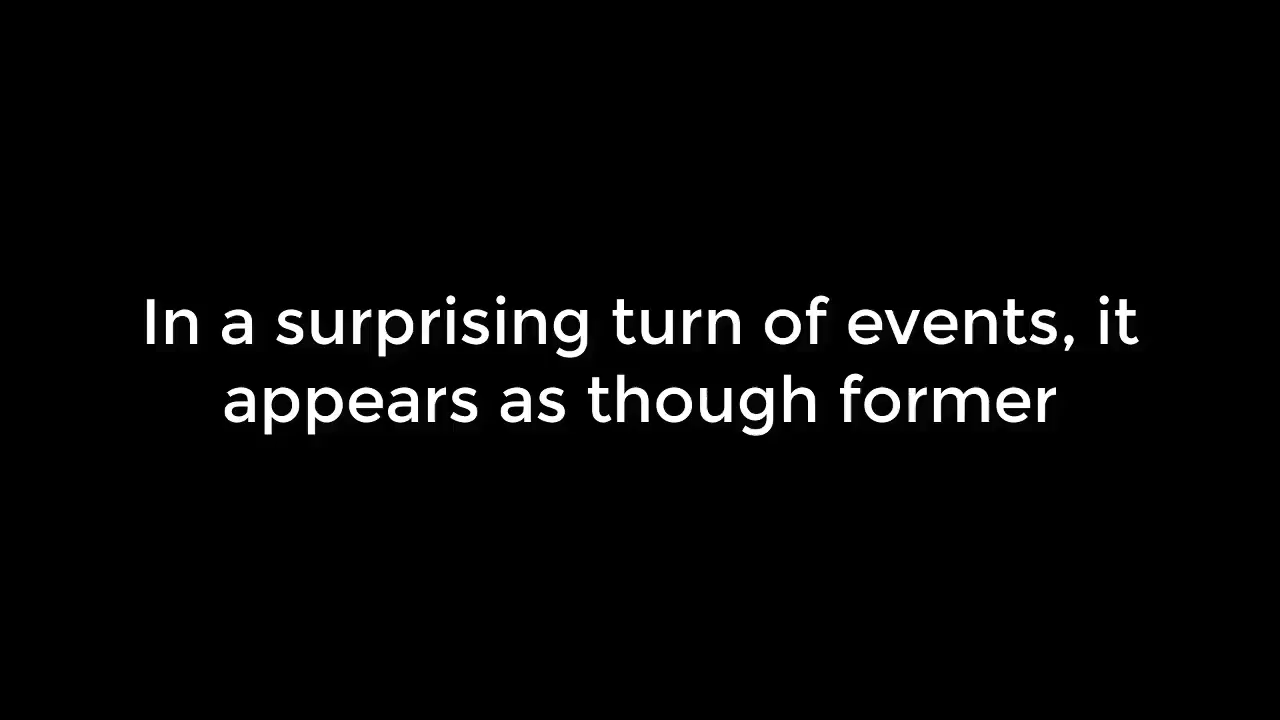 In a surprising turn of events, it
appears as though former